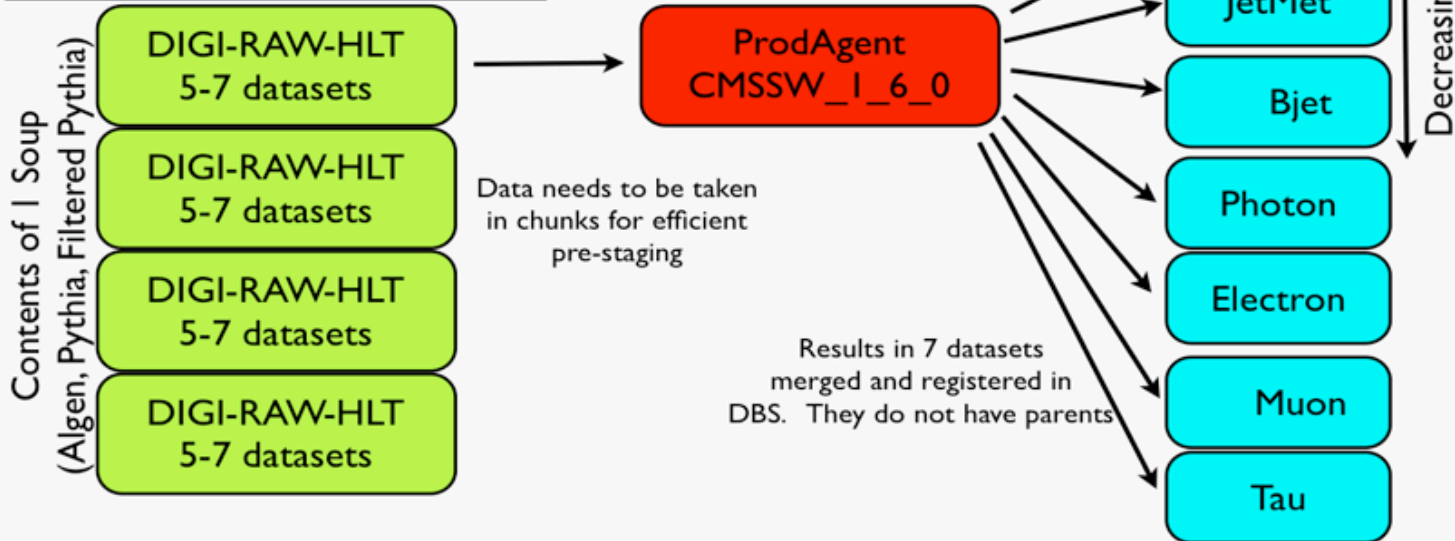 Contents of 1 Soup
(Algen, Pythia, Filtered Pythia)
DIGI-RAW-HLT
5-7 datasets
DIGI-RAW-HLT
5-7 datasets
DIGI-RAW-HLT
5-7 datasets
DIGI-RAW-HLT
5-7 datasets
Data needs to be taken
in chunks for efficient
pre-staging
ProdAgent
CMSSW_1_6_0
Results in 7 datasets
merged and registered in
DBS. They do not have parents
JetMet
Bjet
Photon
Electron
Muon
Tau